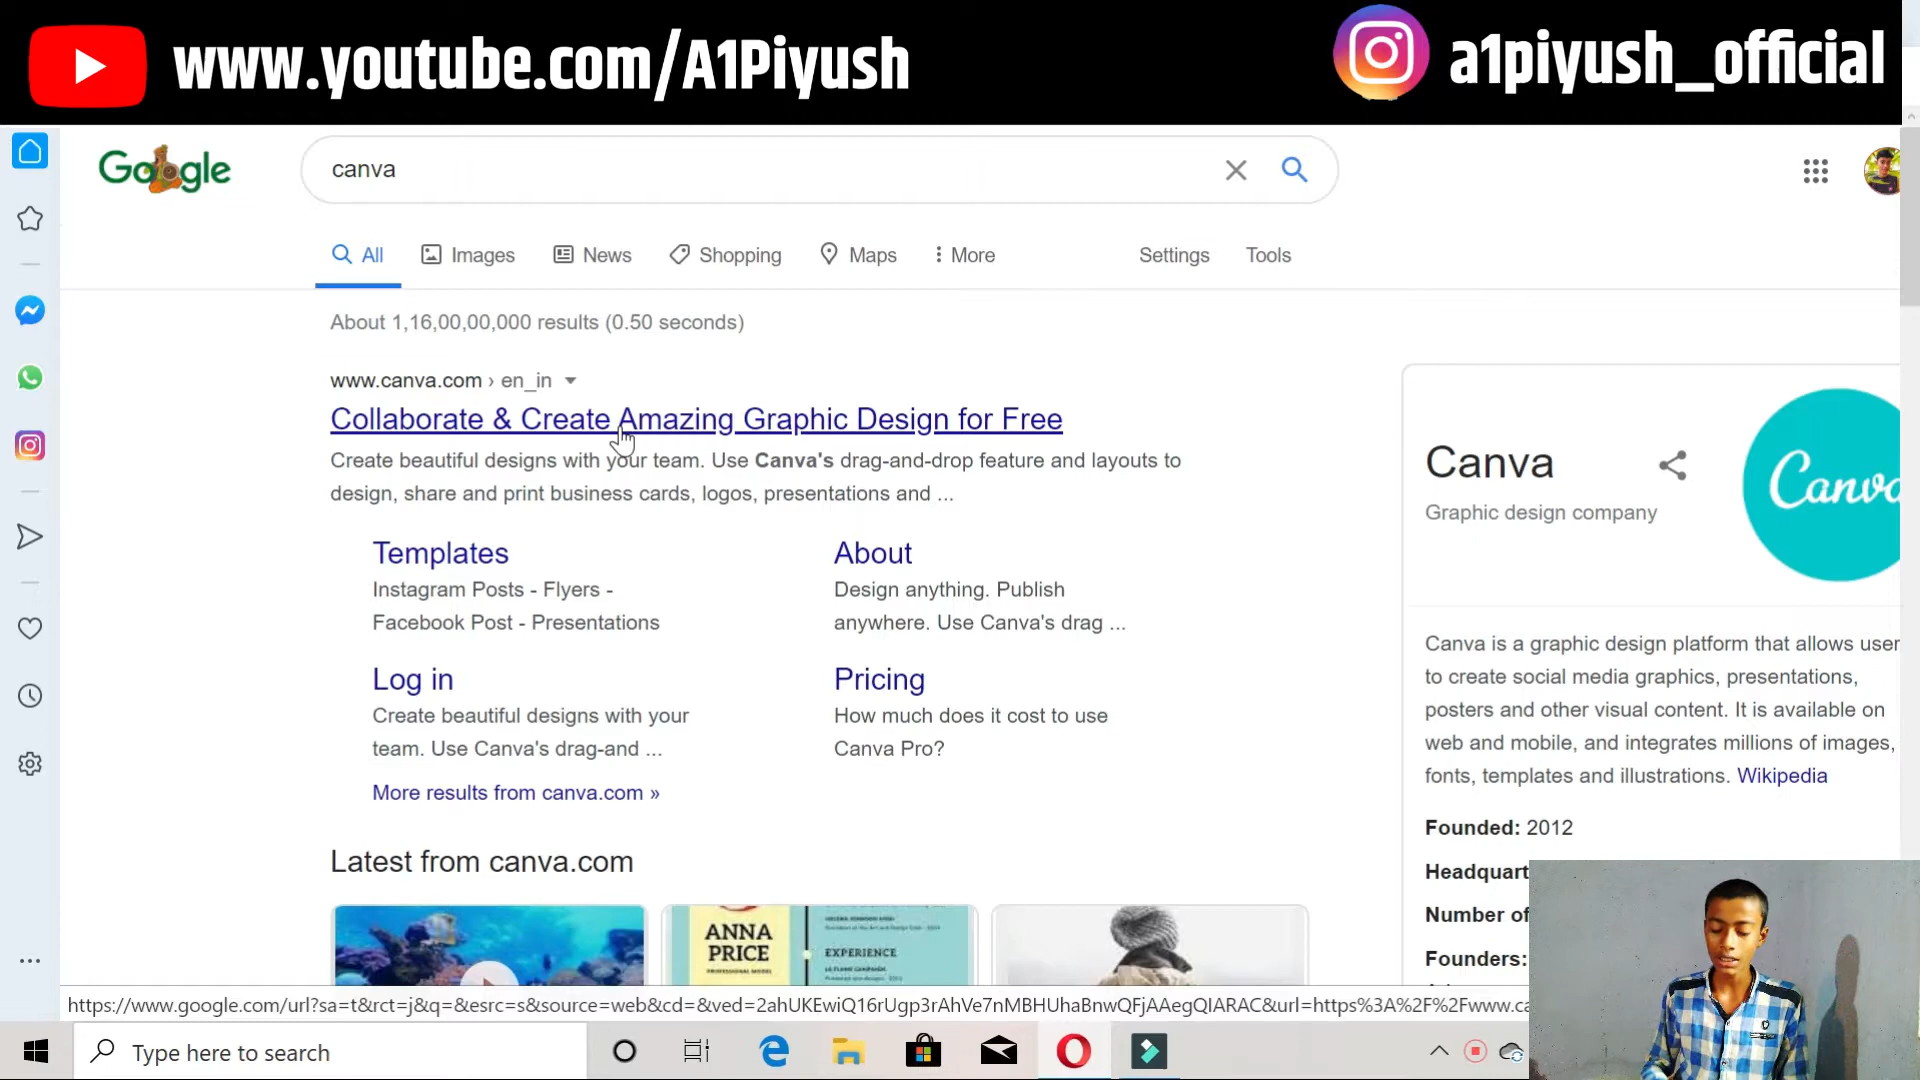 www.youtube.com/A1Piyush
a1piyush_official
Google
canva
All
Images
News
Shopping
Maps
More
Settings
Tools
About 1,16,00,00,000 results (0.50 seconds)
www.canva.com › en_in
Collaborate & Create Amazing Graphic Design for Free
Create beautiful designs with your team. Use Canva's drag-and-drop feature and layouts to
design, share and print business cards, logos, presentations and ...
Templates
Instagram Posts - Flyers -
Facebook Post - Presentations
About
Design anything. Publish
anywhere. Use Canva's drag ...
Log in
Create beautiful designs with your
team. Use Canva's drag-and ...
Pricing
How much does it cost to use
Canva Pro?
More results from canva.com »
Latest from canva.com
ANNA
PRICE
PROFESSIONAL MODEL
EXPERIENCE
Canva
Graphic design company
Canva
Canva is a graphic design platform that allows user
to create social media graphics, presentations,
posters and other visual content. It is available on
web and mobile, and integrates millions of images,
fonts, templates and illustrations. Wikipedia
Founded: 2012
Headquart
Number of
Founders:
https://www.google.com/url?sa=t&rct=j&q=&esrc=s&source=web&cd=&ved=2ahUKEwiQ16rUgp3rAhVe7nMBHUhaBnwQFjAAegQIARAC&url=https%3A%2F%2Fwww.ca
Type here to search